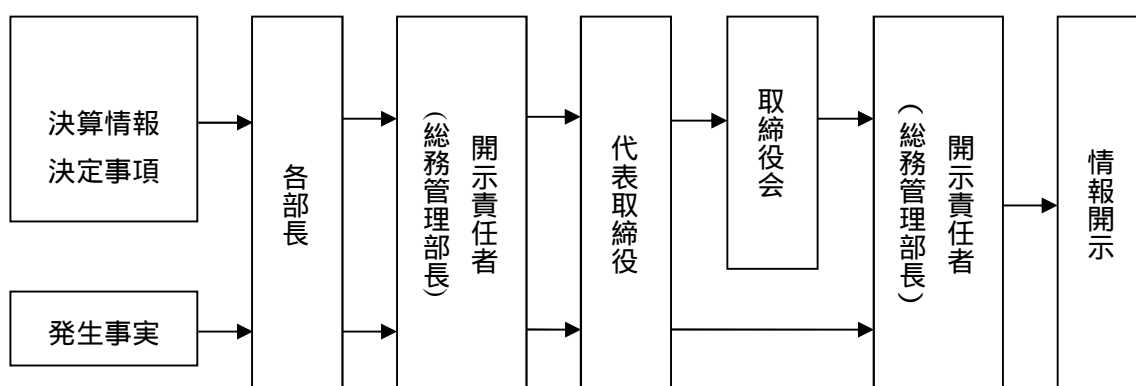 決算情報
決定事項
発生事実
各部長
開示責任者
(総務管理部長)
代表取締役
取締役会
開示責任者
(総務管理部長)
情報開示